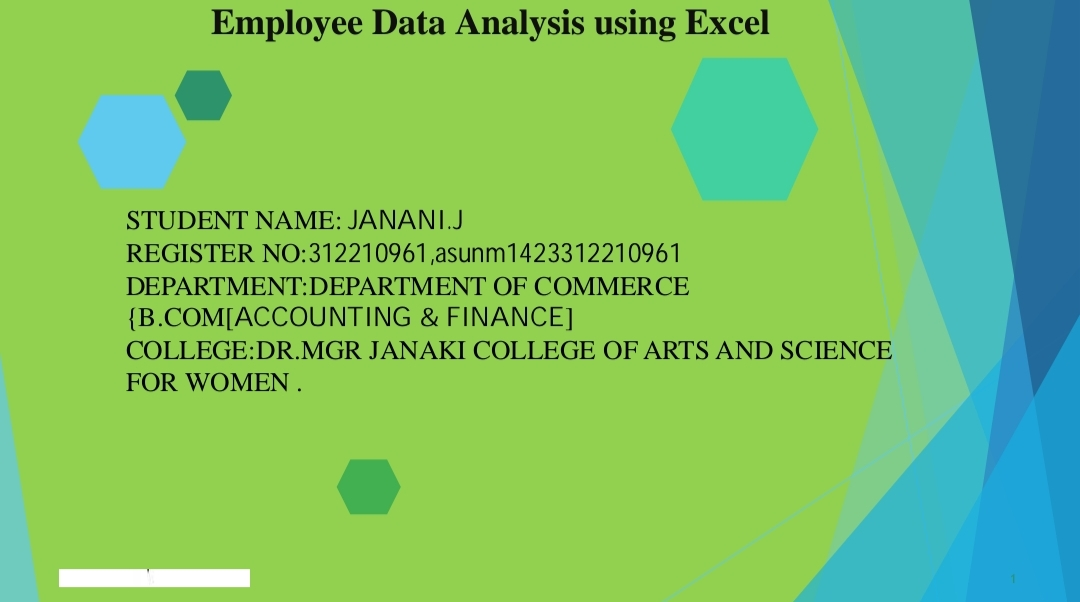 Employee Data Analysis using Excel
STUDENT NAME: JANANI.J
REGISTER NO:312210961,asunm1423312210961
DEPARTMENT:DEPARTMENT OF COMMERCE
{B.COM[ACCOUNTING & FINANCE]
COLLEGE:DR.MGR JANAKI COLLEGE OF ARTS AND SCIENCE
FOR WOMEN .
1